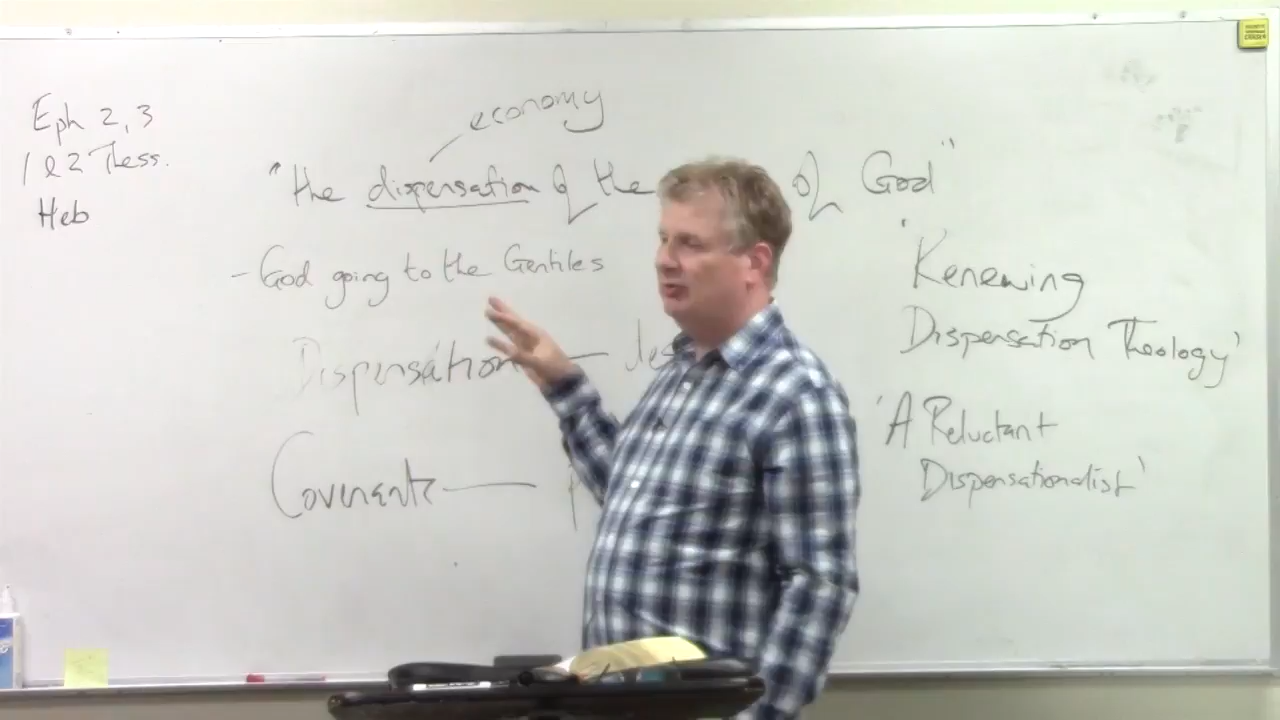 Eph 2, 3
1 & 2 Thess.
Heb
economy
"the dispensation of the of God"
- God going to the Gentiles
Dispensation —
Covenant —
'Renewing
Dispensation Theology'
'A Reluctant
Dispensationalist'